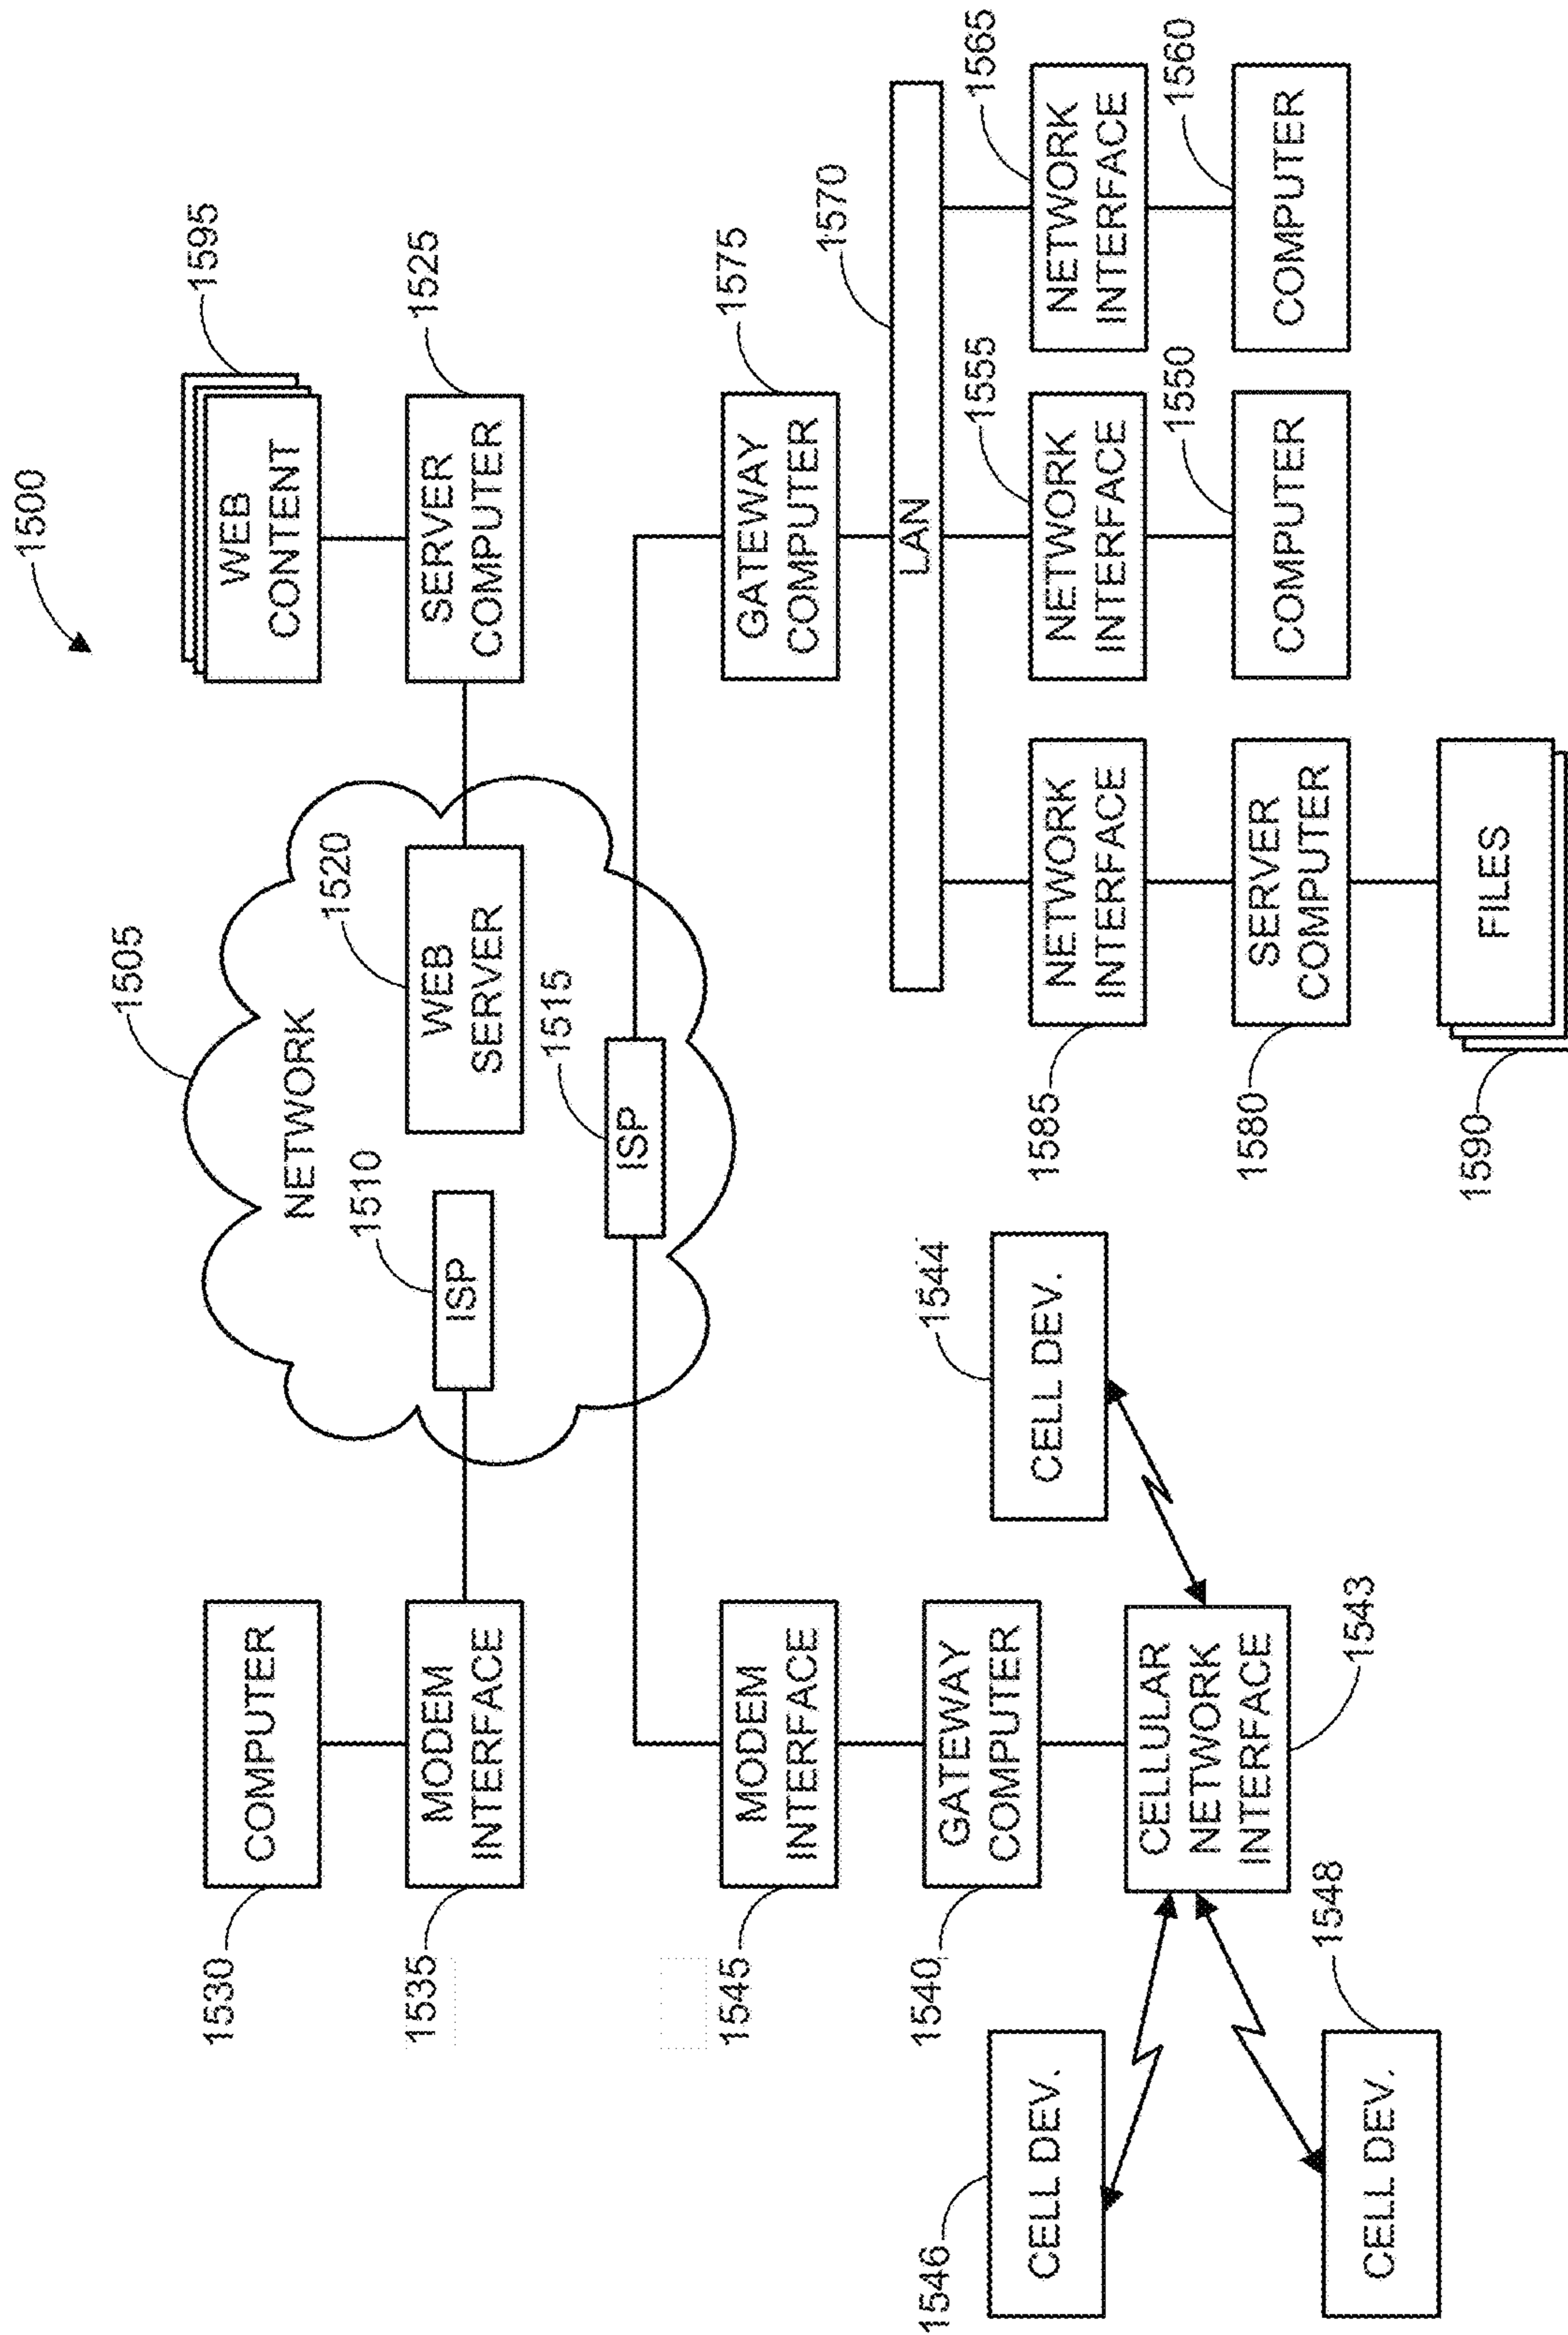 1500
1505
NETWORK
1530
COMPUTER
1535
MODEM
INTERFACE
1510
ISP
1520
WEB
SERVER
1595
WEB
CONTENT
1525
SERVER
COMPUTER
1515
ISP
1545
MODEM
INTERFACE
1540
GATEWAY
COMPUTER
1543
CELLULAR
NETWORK
INTERFACE
1544
CELL DEV.
1546
CELL DEV.
1548
CELL DEV.
1575
GATEWAY
COMPUTER
1570
LAN
1585
NETWORK
INTERFACE
1555
NETWORK
INTERFACE
1565
NETWORK
INTERFACE
1580
SERVER
COMPUTER
1550
COMPUTER
1560
COMPUTER
1590
FILES